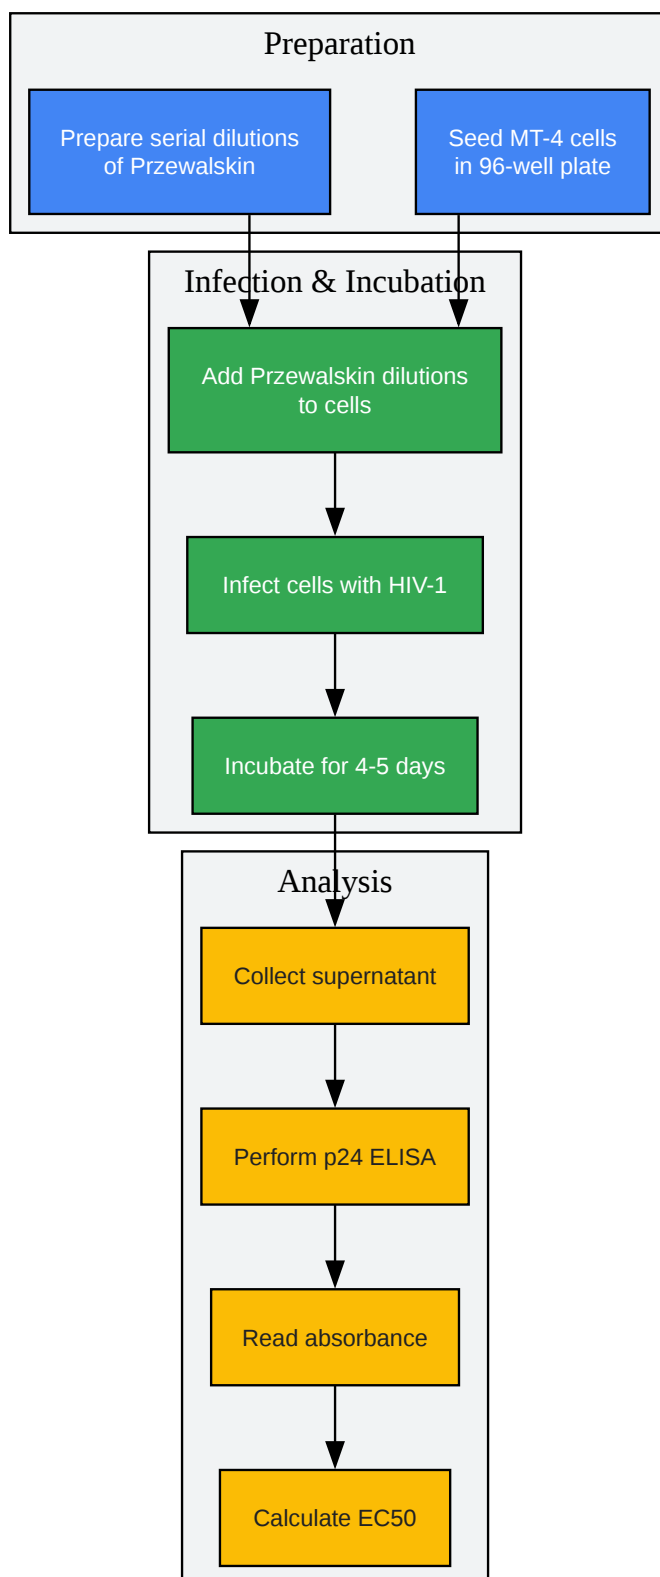 Preparation
Prepare serial dilutions
of Przewalskin
Seed MT-4 cells
in 96-well plate
Infection & Incubation
Add Przewalskin dilutions
to cells
Infect cells with HIV-1
Incubate for 4-5 days
Analysis
Collect supernatant
Perform p24 ELISA
Read absorbance
Calculate EC50